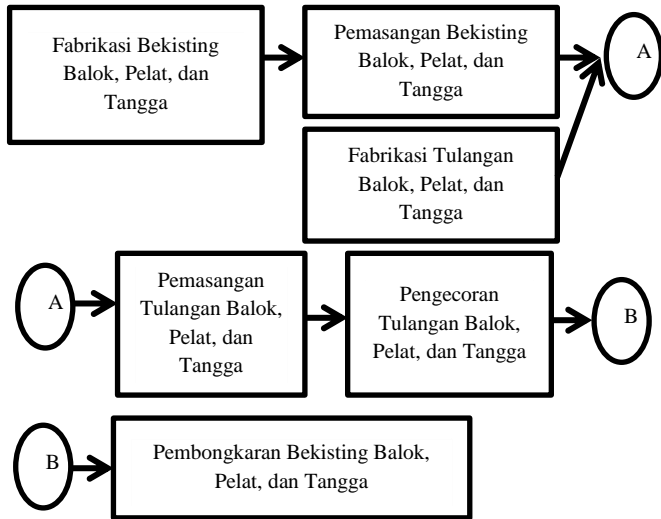 Fabrikasi Bekisting
Balok, Pelat, dan
Tangga
Pemasangan Bekisting
Balok, Pelat, dan
Tangga
A
Fabrikasi Tulangan
Balok, Pelat, dan
Tangga
A
Pemasangan
Tulangan Balok,
Pelat, dan
Tangga
Pengecoran
Tulangan Balok,
Pelat, dan Tangga
B
B
Pembongkaran Bekisting Balok,
Pelat, dan Tangga